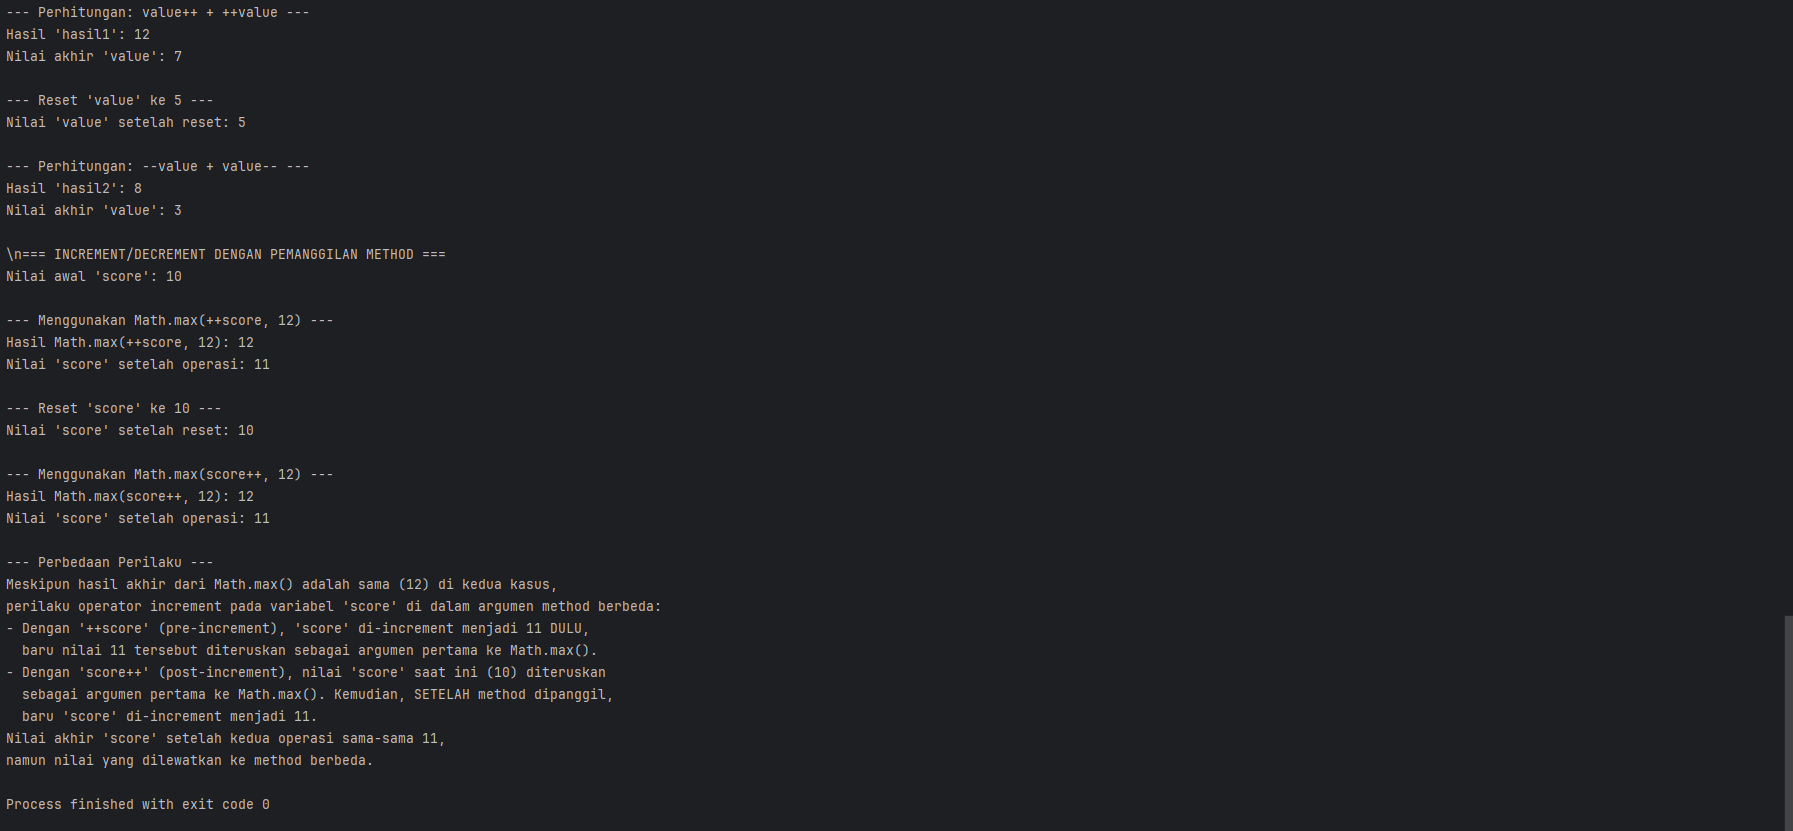 --- Perhitungan: value++ + ++value ---
Hasil 'hasil1': 12
Nilai akhir 'value': 7
--- Reset 'value' ke 5 ---
Nilai 'value' setelah reset: 5
--- Perhitungan: --value + value-- ---
Hasil 'hasil2': 8
Nilai akhir 'value': 3
\n=== INCREMENT/DECREMENT DENGAN PEMANGGILAN METHOD ===
Nilai awal 'score': 10
--- Menggunakan Math.max(++score, 12) ---
Hasil Math.max(++score, 12): 12
Nilai 'score' setelah operasi: 11
--- Reset 'score' ke 10 ---
Nilai 'score' setelah reset: 10
--- Menggunakan Math.max(score++, 12) ---
Hasil Math.max(score++, 12): 12
Nilai 'score' setelah operasi: 11
--- Perbedaan Perilaku ---
Meskipun hasil akhir dari Math.max() adalah sama (12) di kedua kasus,
perilaku operator increment pada variabel 'score' di dalam argumen method berbeda:
- Dengan '++score' (pre-increment), 'score' di-increment menjadi 11 DULU,
  baru nilai 11 tersebut diteruskan sebagai argumen pertama ke Math.max().
- Dengan 'score++' (post-increment), nilai 'score' saat ini (10) diteruskan
  sebagai argumen pertama ke Math.max(). Kemudian, SETELAH method dipanggil,
  baru 'score' di-increment menjadi 11.
Nilai akhir 'score' setelah kedua operasi sama-sama 11,
namun nilai yang dilewatkan ke method berbeda.
Process finished with exit code 0